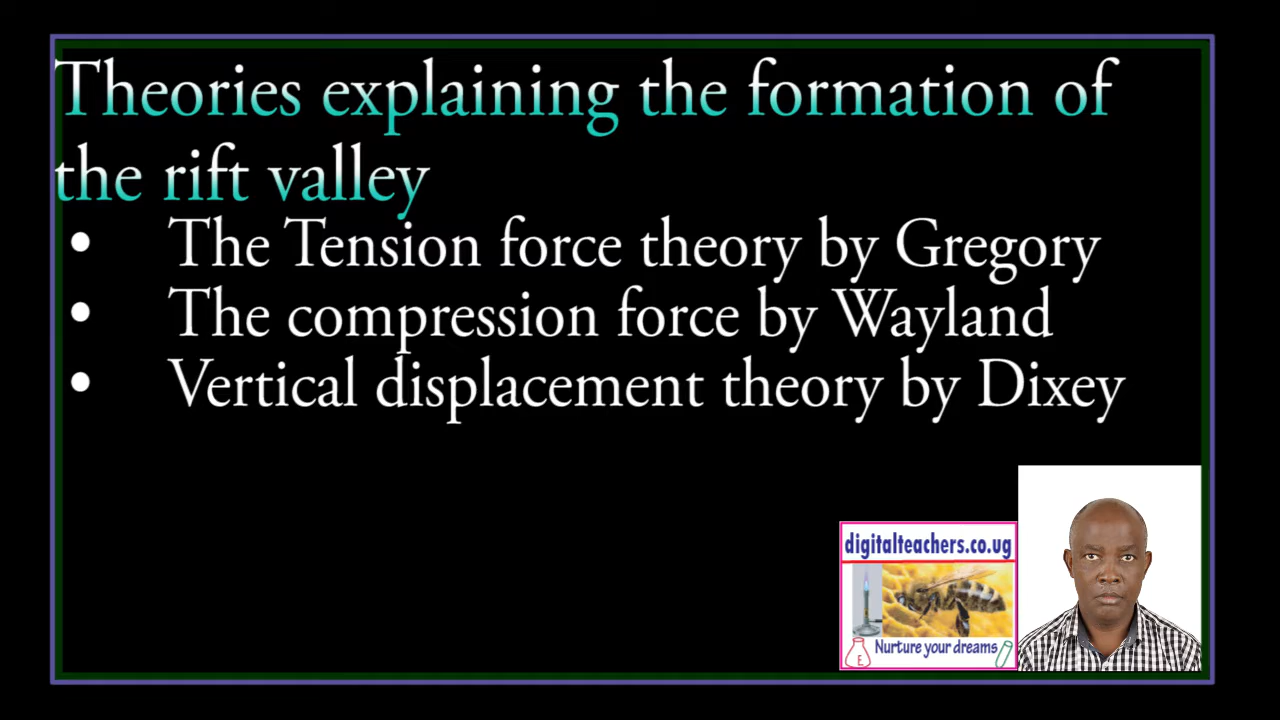 Theories explaining the formation of
the rift valley
• The Tension force theory by Gregory
• The compression force by Wayland
• Vertical displacement theory by Dixey
digitalteachers.co.ug
Nurture your dreams
E